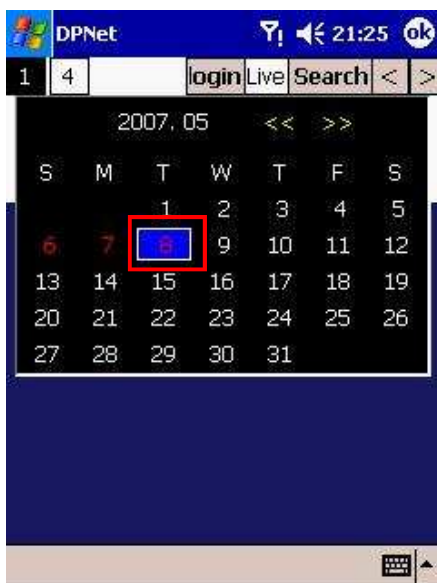 DPNet 21:25 ok
1 4 login Live Search < >
2007. 05 << >>
S M T W T F S
1 2 3 4 5
6 7 8 9 10 11 12
13 14 15 16 17 18 19
20 21 22 23 24 25 26
27 28 29 30 31